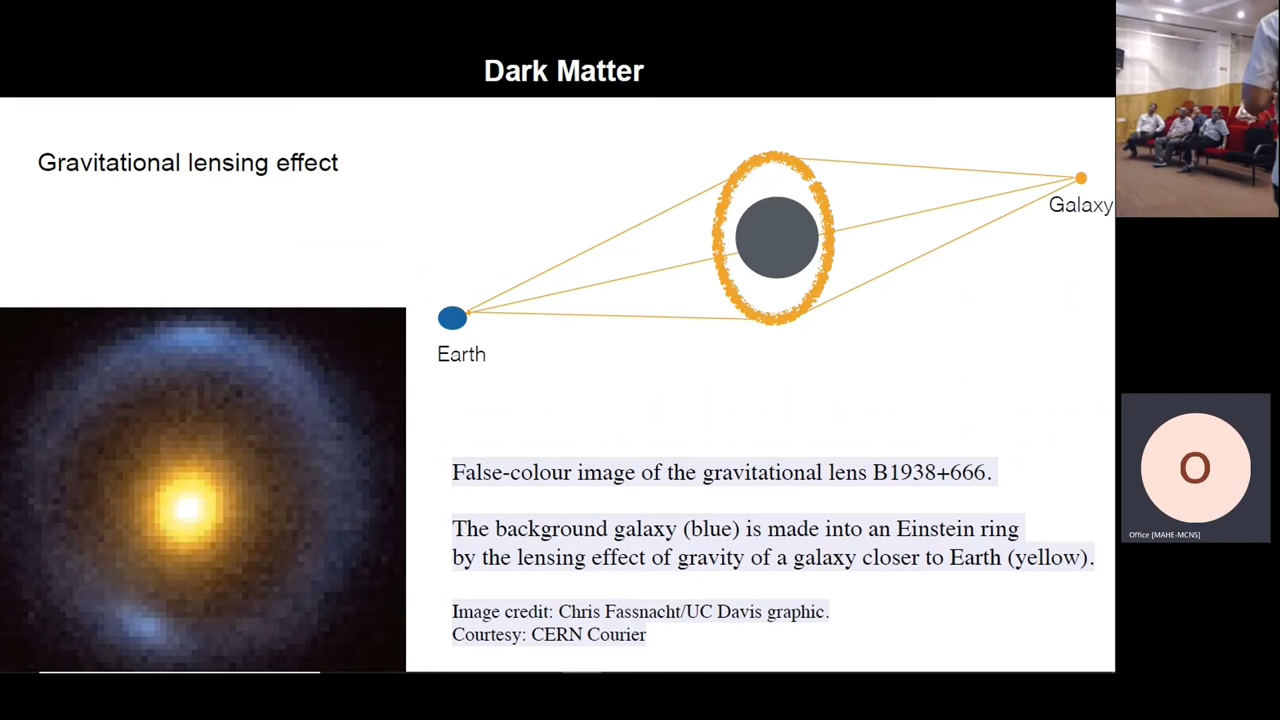 Dark Matter
Gravitational lensing effect
Galaxy
Earth
False-colour image of the gravitational lens B1938+666.
The background galaxy (blue) is made into an Einstein ring
by the lensing effect of gravity of a galaxy closer to Earth (yellow).
Image credit: Chris Fassnacht/UC Davis graphic.
Courtesy: CERN Courier
O
Office [MAHE-MCNS]